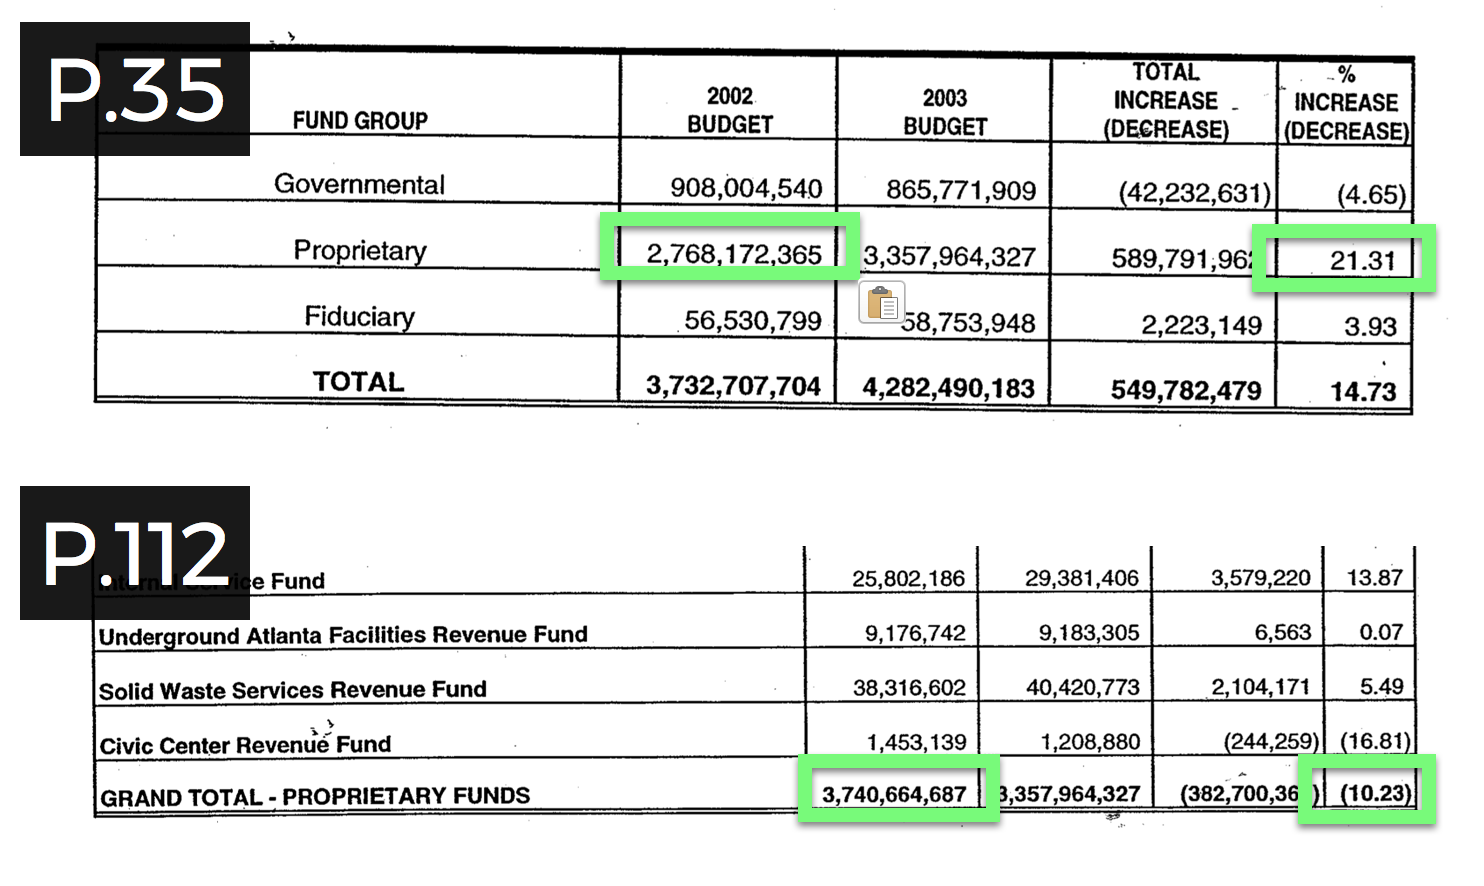 P.35
FUND GROUP 2002 BUDGET 2003 BUDGET TOTAL INCREASE (DECREASE) % INCREASE (DECREASE)
Governmental 908,004,540 865,771,909 (42,232,631) (4.65)
Proprietary 2,768,172,365 3,357,964,327 589,791,962 21.31
Fiduciary 56,530,799 58,753,948 2,223,149 3.93
TOTAL 3,732,707,704 4,282,490,183 549,782,479 14.73
P.112
Internal Service Fund 25,802,186 29,381,406 3,579,220 13.87
Underground Atlanta Facilities Revenue Fund 9,176,742 9,183,305 6,563 0.07
Solid Waste Services Revenue Fund 38,316,602 40,420,773 2,104,171 5.49
Civic Center Revenue Fund 1,453,139 1,208,880 (244,259) (16.81)
GRAND TOTAL - PROPRIETARY FUNDS 3,740,664,687 3,357,964,327 (382,700,36 ) (10.23)